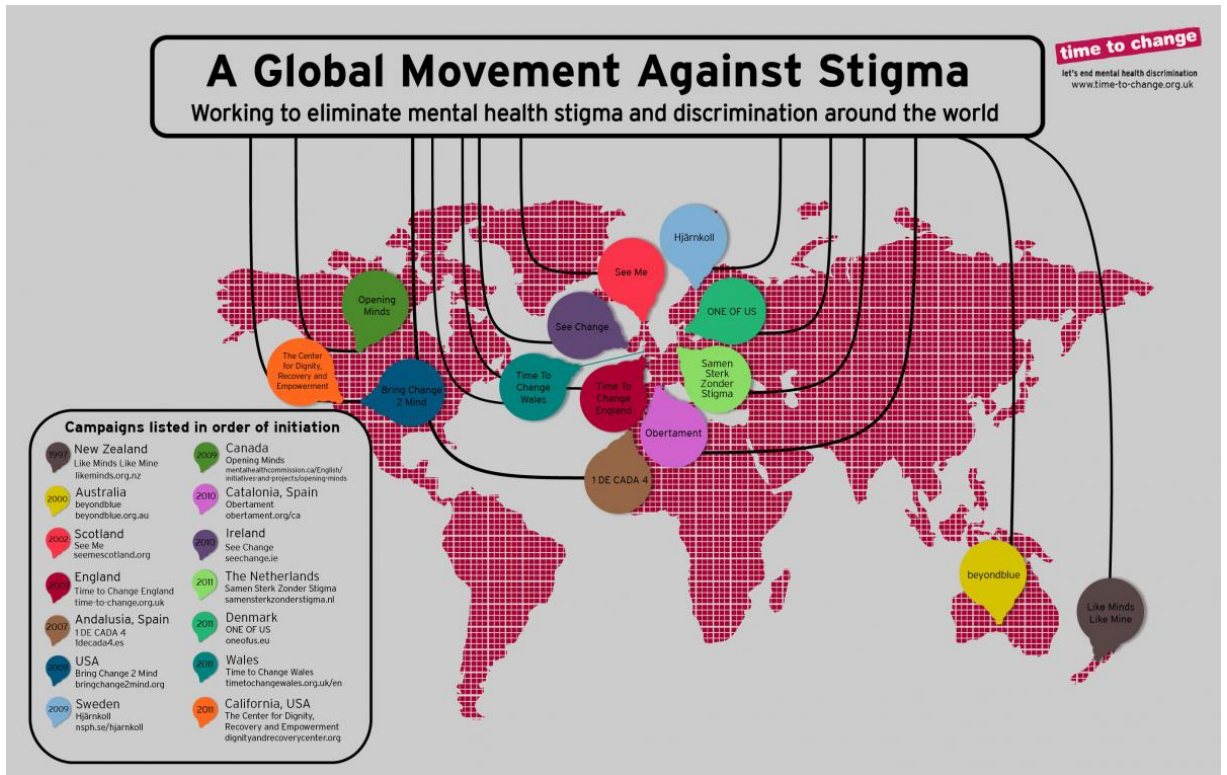 A Global Movement Against Stigma
Working to eliminate mental health stigma and discrimination around the world
time to change
let's end mental health discrimination
www.time-to-change.org.uk
Hjärnkoll
See Me
Opening
Minds
ONE OF US
See Change
The Center
for Dignity,
Recovery and
Empowerment
Bring Change
2 Mind
Time To
Change
Wales
Time To
Change
England
Samen
Sterk
Zonder
Stigma
Obertament
1 DE CADA 4
beyondblue
Like Minds
Like Mine
Campaigns listed in order of initiation
1997
New Zealand
Like Minds Like Mine
likeminds.org.nz
2000
Australia
beyondblue
beyondblue.org.au
2002
Scotland
See Me
seemescotland.org
2007
England
Time to Change England
time-to-change.org.uk
2007
Andalusia, Spain
1 DE CADA 4
1decada4.es
2009
USA
Bring Change 2 Mind
bringchange2mind.org
2009
Sweden
Hjärnkoll
nsph.se/hjarnkoll
2009
Canada
Opening Minds
mentalhealthcommission.ca/English/
initiatives-and-projects/opening-minds
2010
Catalonia, Spain
Obertament
obertament.org/ca
2010
Ireland
See Change
seechange.ie
2011
The Netherlands
Samen Sterk Zonder Stigma
samensterkzonderstigma.nl
2011
Denmark
ONE OF US
oneofus.eu
2011
Wales
Time to Change Wales
timetochangewales.org.uk/en
2011
California, USA
The Center for Dignity,
Recovery and Empowerment
dignityandrecoverycenter.org